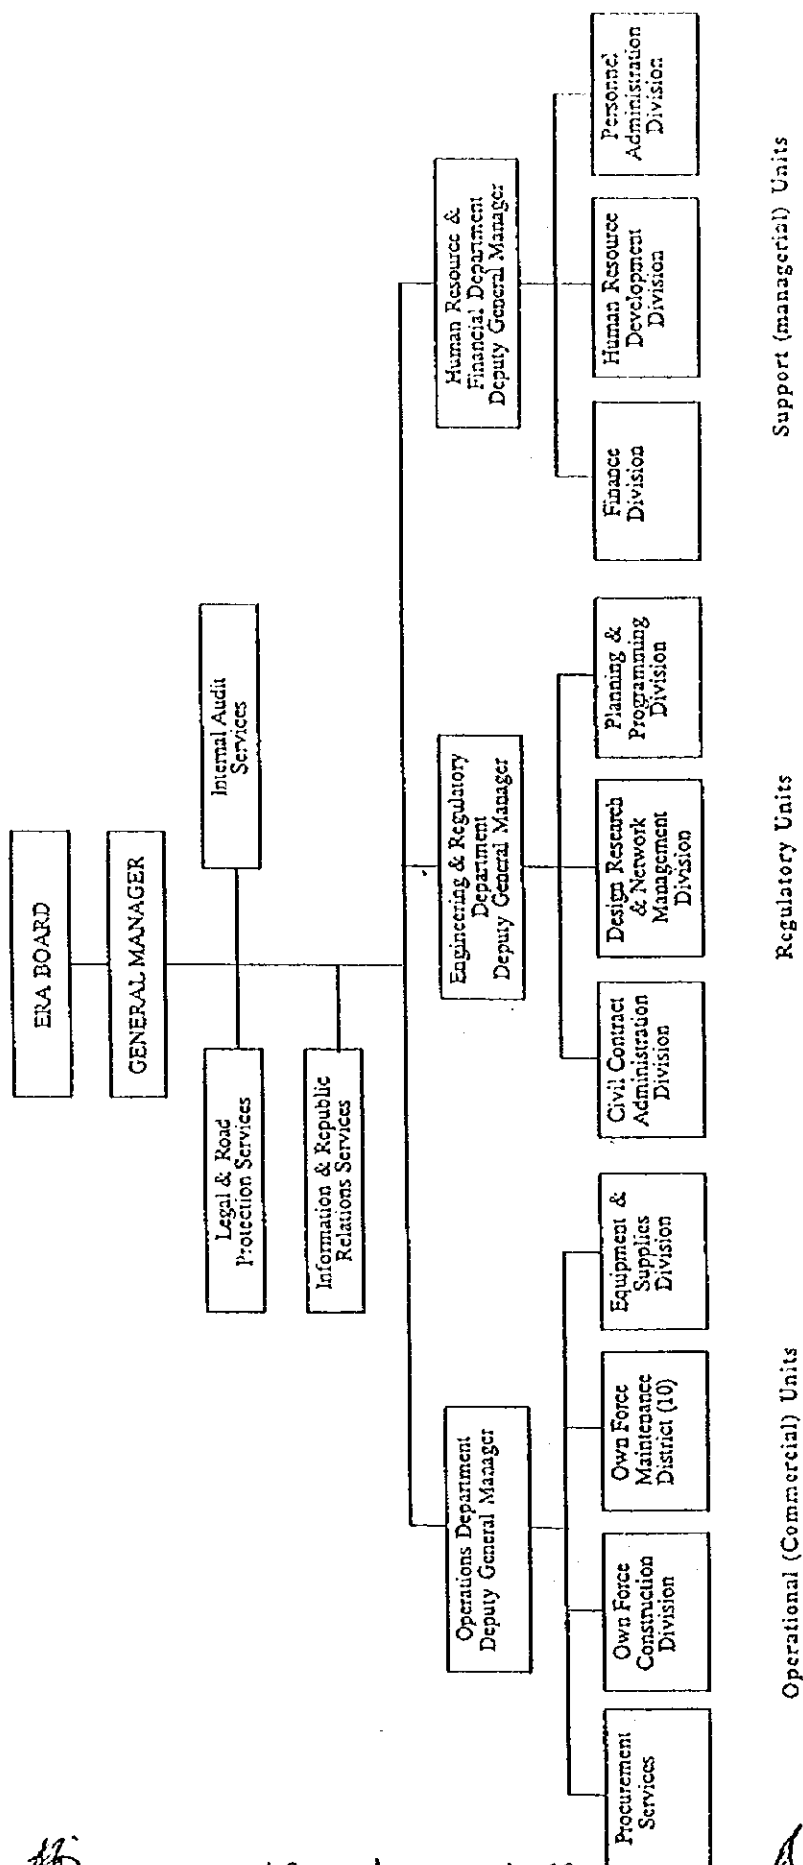 ERA BOARD
GENERAL MANAGER
Legal & Road
Protection Services
Internal Audit
Services
Information & Republic
Relations Services
Operations Department
Deputy General Manager
Engineering & Regulatory
Department
Deputy General Manager
Human Resource &
Financial Department
Deputy General Manager
Procurement
Services
Own Force
Construction
Division
Own Force
Maintenance
District (10)
Equipment &
Supplies
Division
Civil Contract
Administration
Division
Design Research
& Network
Management
Division
Planning &
Programming
Division
Finance
Division
Human Resource
Development
Division
Personnel
Administration
Division
Operational (Commercial) Units
Regulatory Units
Support (managerial) Units